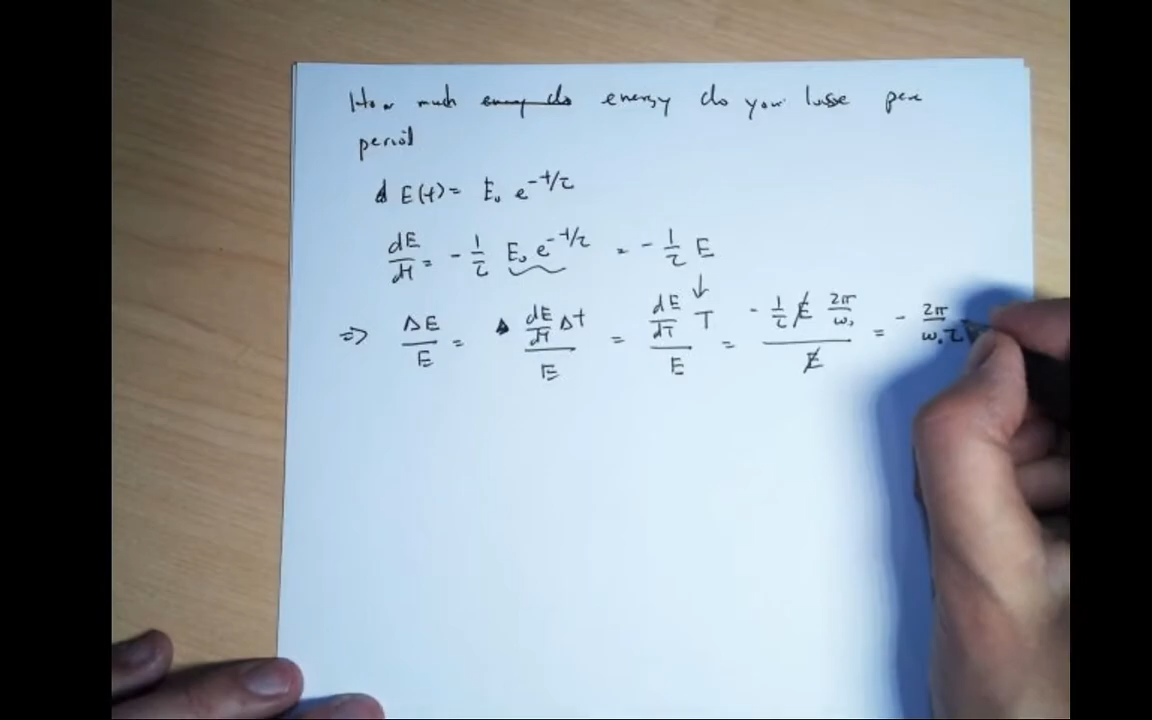 How much energy do you losse per
period
E(t) = E₀ e^{-t/τ}
dE/dt = - 1/τ E₀ e^{-t/τ} = - 1/τ E
⇒ ΔE/E = (dE/dt Δt)/E = (dE/dt T)/E = (- 1/τ E 2π/ω₀)/E = - 2π/(ω₀τ)